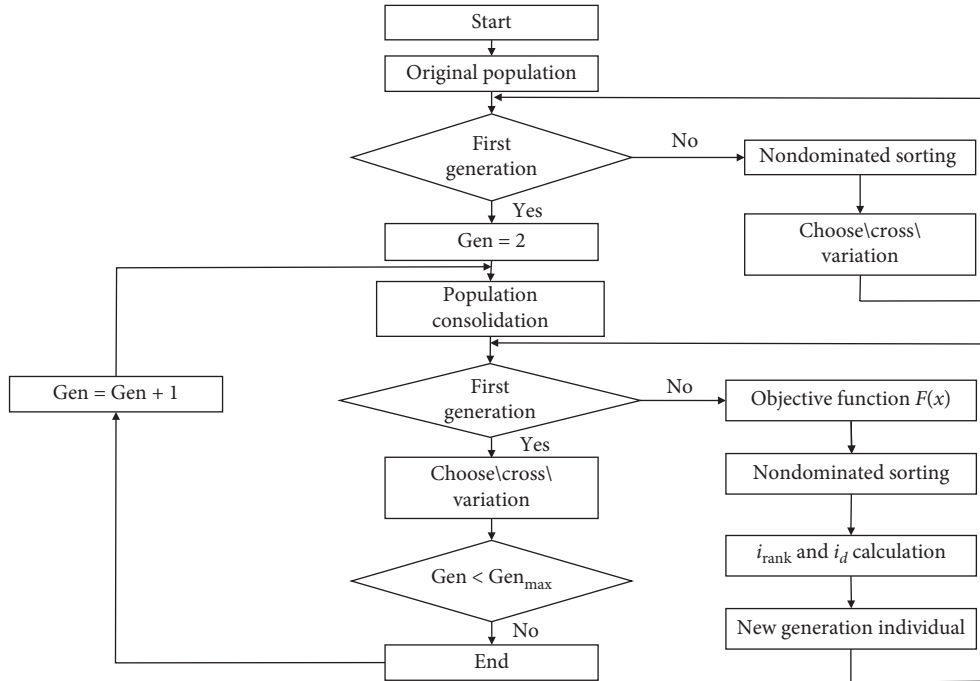 Start
Original population
First
generation
No
Nondominated sorting
Yes
Choose\cross\
variation
Gen = 2
Population
consolidation
Gen = Gen + 1
First
generation
No
Objective function F(x)
Yes
Nondominated sorting
Choose\cross\
variation
i_rank and i_d calculation
Gen < Gen_max
No
New generation individual
End